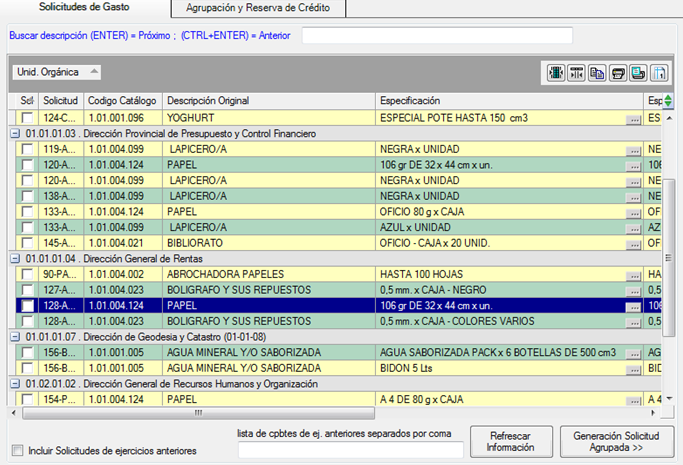 Solicitudes de Gasto Agrupación y Reserva de Crédito
Buscar descripción (ENTER) = Próximo ; (CTRL+ENTER) = Anterior
Unid. Orgánica
Sel Solicitud Codigo Catálogo Descripción Original Especificación Esp
124-C... 1.01.001.096 YOGHURT ESPECIAL POTE HASTA 150 cm3 ... ES
01.01.01.03 . Dirección Provincial de Presupuesto y Control Financiero
119-A... 1.01.004.099 LAPICERO/A NEGRA x UNIDAD ... NE
120-A... 1.01.004.124 PAPEL 106 gr DE 32 x 44 cm x un. ... 106
120-A... 1.01.004.099 LAPICERO/A NEGRA x UNIDAD ... NE
138-A... 1.01.004.099 LAPICERO/A NEGRA x UNIDAD ... NE
133-A... 1.01.004.124 PAPEL OFICIO 80 g x CAJA ... OF
133-A... 1.01.004.099 LAPICERO/A AZUL x UNIDAD ... AZ
145-A... 1.01.004.021 BIBLIORATO OFICIO - CAJA x 20 UNID. ... OF
01.01.01.04 . Dirección General de Rentas
90-PA... 1.01.004.002 ABROCHADORA PAPELES HASTA 100 HOJAS ... HA
127-A... 1.01.004.023 BOLIGRAFO Y SUS REPUESTOS 0,5 mm. x CAJA - NEGRO ... 0,5
128-A... 1.01.004.124 PAPEL 106 gr DE 32 x 44 cm x un. ... 106
128-A... 1.01.004.023 BOLIGRAFO Y SUS REPUESTOS 0,5 mm. x CAJA - COLORES VARIOS ... 0,5
01.01.01.07 . Dirección de Geodesia y Catastro (01-01-08)
156-B... 1.01.001.005 AGUA MINERAL Y/O SABORIZADA AGUA SABORIZADA PACK x 6 BOTELLAS DE 500 cm3 ... AG
156-B... 1.01.001.005 AGUA MINERAL Y/O SABORIZADA BIDON 5 Lts ... BID
01.02.01.02 . Dirección General de Recursos Humanos y Organización
154-P... 1.01.004.124 PAPEL A 4 DE 80 g x CAJA ... A 4
lista de cpbtes de ej. anteriores separados por coma
Incluir Solicitudes de ejercicios anteriores
Refrescar
Información
Generación Solicitud
Agrupada >>